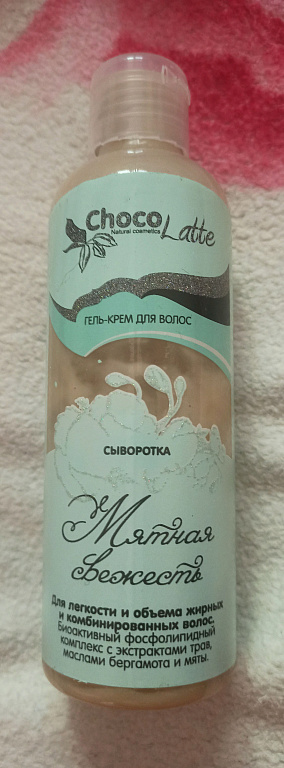 Choco
Latte
Natural cosmetics
ГЕЛЬ-КРЕМ ДЛЯ ВОЛОС
СЫВОРОТКА
Мятная
свежесть
Для легкости и объема жирных
и комбинированных волос.
Биоактивный фосфолипидный
комплекс с экстрактами трав,
маслами бергамота и мяты.